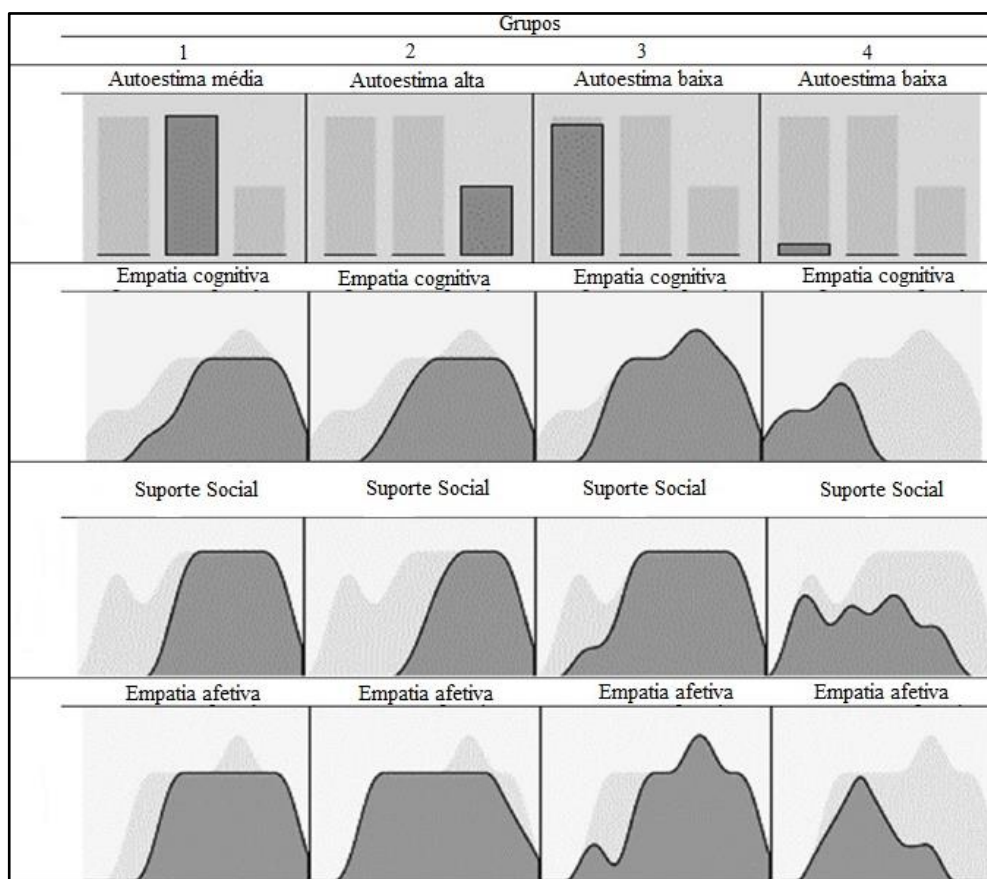 Grupos
1 2 3 4
Autoestima média Autoestima alta Autoestima baixa Autoestima baixa
Empatia cognitiva Empatia cognitiva Empatia cognitiva Empatia cognitiva
Suporte Social Suporte Social Suporte Social Suporte Social
Empatia afetiva Empatia afetiva Empatia afetiva Empatia afetiva